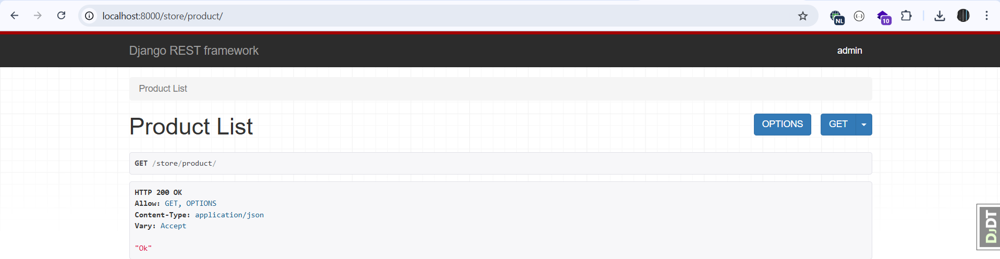 localhost:8000/store/product/
NL
10
Django REST framework
admin
Product List
Product List
OPTIONS
GET
GET /store/product/
HTTP 200 OK
Allow: GET, OPTIONS
Content-Type: application/json
Vary: Accept
"Ok"
DJDT